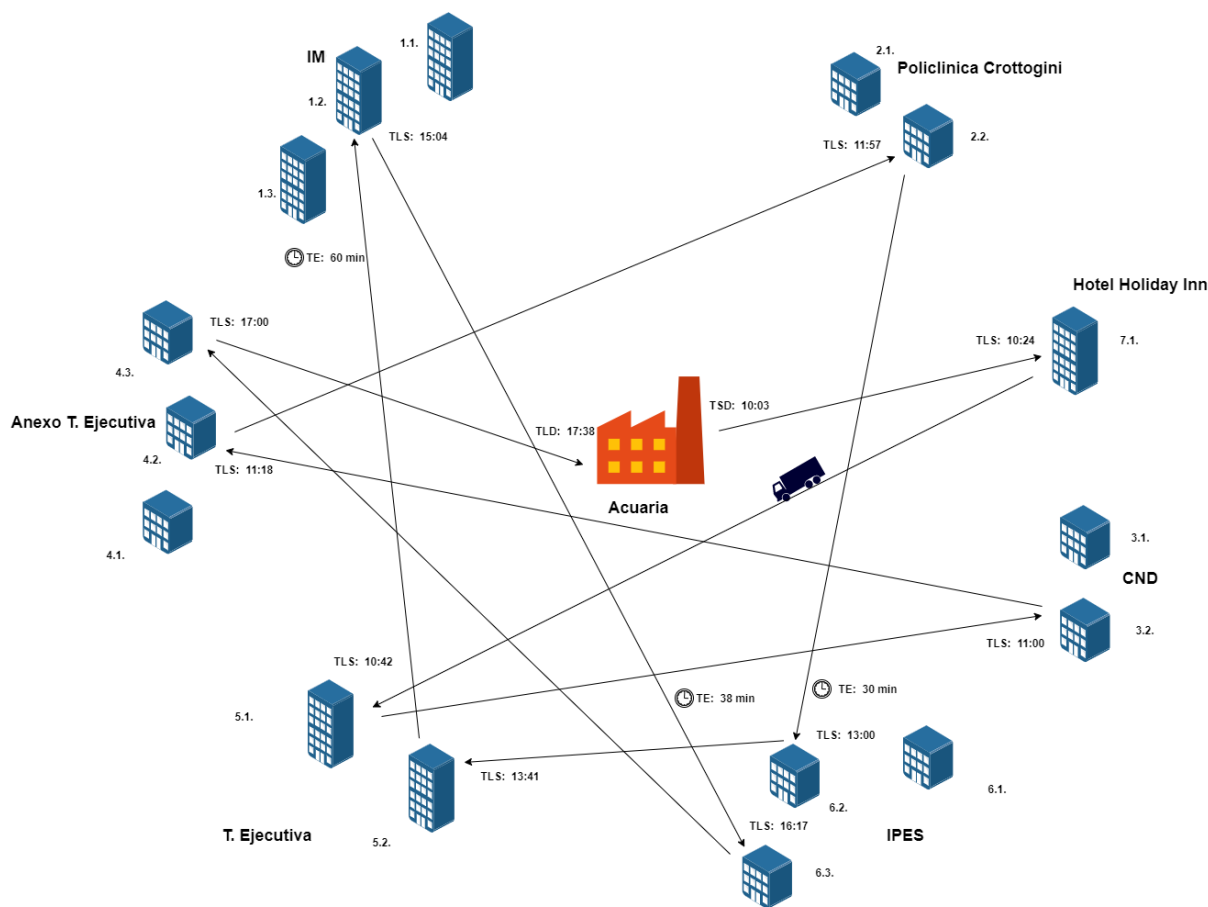 1.1.
IM
1.2.
TLS: 15:04
1.3.
TE: 60 min
2.1.
Policlinica Crottogini
TLS: 11:57
2.2.
Hotel Holiday Inn
TLS: 10:24
7.1.
TLS: 17:00
4.3.
Anexo T. Ejecutiva
4.2.
TLS: 11:18
4.1.
TSD: 10:03
TLD: 17:38
Acuaria
3.1.
CND
3.2.
TLS: 11:00
TLS: 10:42
5.1.
TE: 38 min
TE: 30 min
TLS: 13:00
TLS: 13:41
6.1.
6.2.
TLS: 16:17
T. Ejecutiva
5.2.
IPES
6.3.